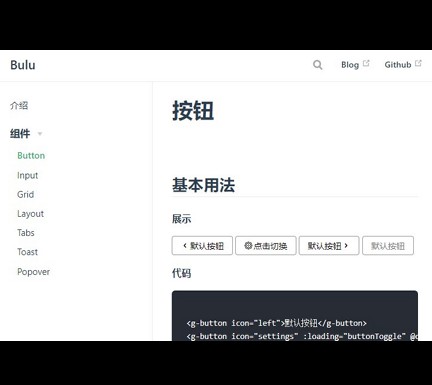 Bulu
Blog Github
介绍
组件
Button
Input
Grid
Layout
Tabs
Toast
Popover
按钮
基本用法
展示
默认按钮 点击切换 默认按钮 默认按钮
代码
<g-button icon="left">默认按钮</g-button>
<g-button icon="settings" :loading="buttonToggle"